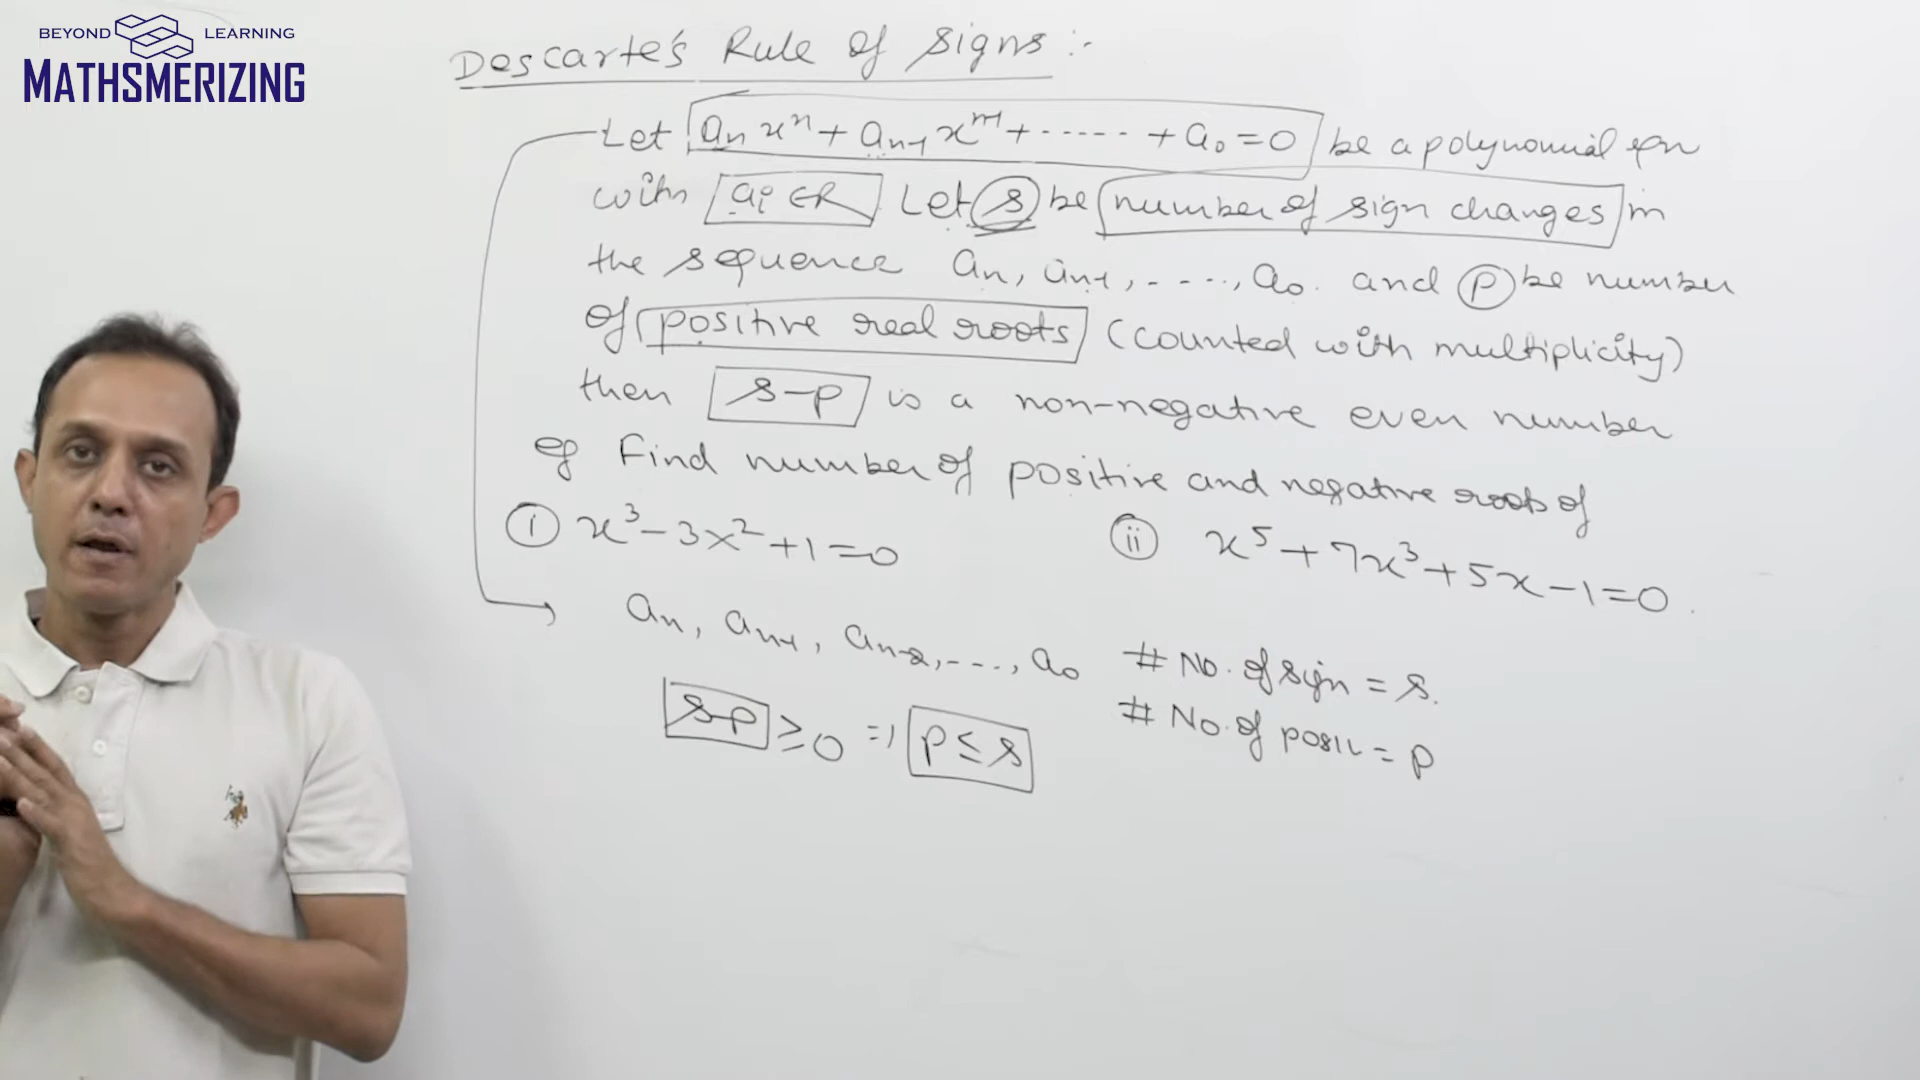 BEYOND LEARNING
MATHSMERIZING
Descarte's Rule of Signs :-
Let aₙxⁿ + aₙ₋₁xⁿ⁻¹ + ----- + a₀ = 0 be a polynomial eqn
with aᵢ ∈ R Let s be number of sign changes in
the sequence aₙ, aₙ₋₁, - - - -, a₀. and p be number
of positive real roots (counted with multiplicity)
then s-p is a non-negative even number
eg Find number of positive and negative roots of
(i) x³ - 3x² + 1 = 0 (ii) x⁵ + 7x³ + 5x - 1 = 0
aₙ, aₙ₋₁, aₙ₋₂, ----, a₀ # No. of sign = s.
s-p ≥ 0 ⇒ p ≤ s # No. of posi = p